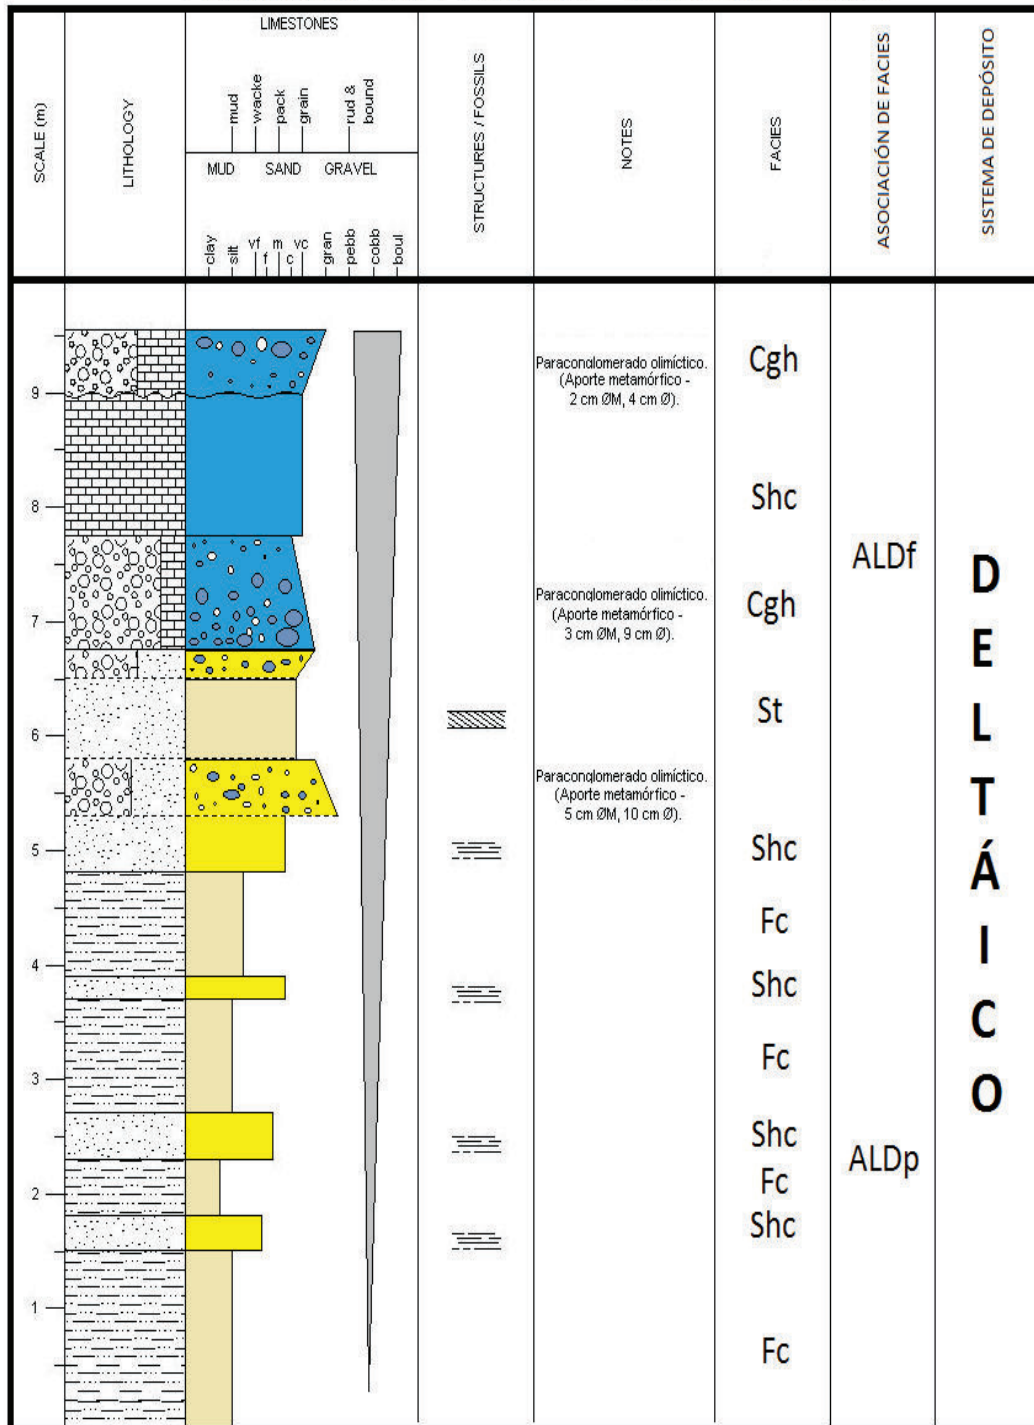 SCALE (m)
LITHOLOGY
LIMESTONES
mud
wacke
pack
grain
rud &
bound
MUD SAND GRAVEL
clay
silt
vf
f
m
c
vc
gran
pebb
cobb
boul
STRUCTURES / FOSSILS
NOTES
FACIES
ASOCIACIÓN DE FACIES
SISTEMA DE DEPÓSITO
Paraconglomerado olimíctico.
(Aporte metamórfico -
2 cm ØM, 4 cm Ø).
Cgh
9
Shc
8
ALDf
Paraconglomerado olimíctico.
(Aporte metamórfico -
3 cm ØM, 9 cm Ø).
Cgh
7
St
6
Paraconglomerado olimíctico.
(Aporte metamórfico -
5 cm ØM, 10 cm Ø).
Shc
5
Fc
4
Shc
Fc
3
Shc
ALDp
Fc
2
Shc
1
Fc
D
E
L
T
Á
I
C
O